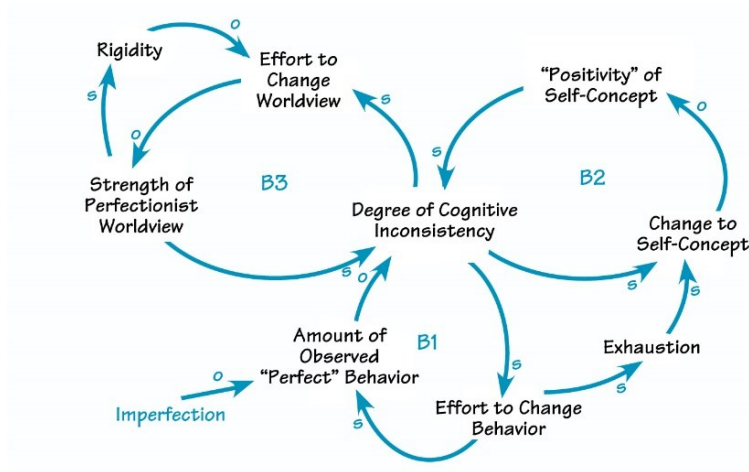 o
Rigidity
Effort to
Change
Worldview
s
o
s
"Positivity" of
Self-Concept
o
s
B3
B2
Strength of
Perfectionist
Worldview
Degree of Cognitive
Inconsistency
Change to
Self-Concept
s
o
s
s
Amount of
Observed
"Perfect" Behavior
B1
Exhaustion
o
s
s
Imperfection
Effort to Change
Behavior
s